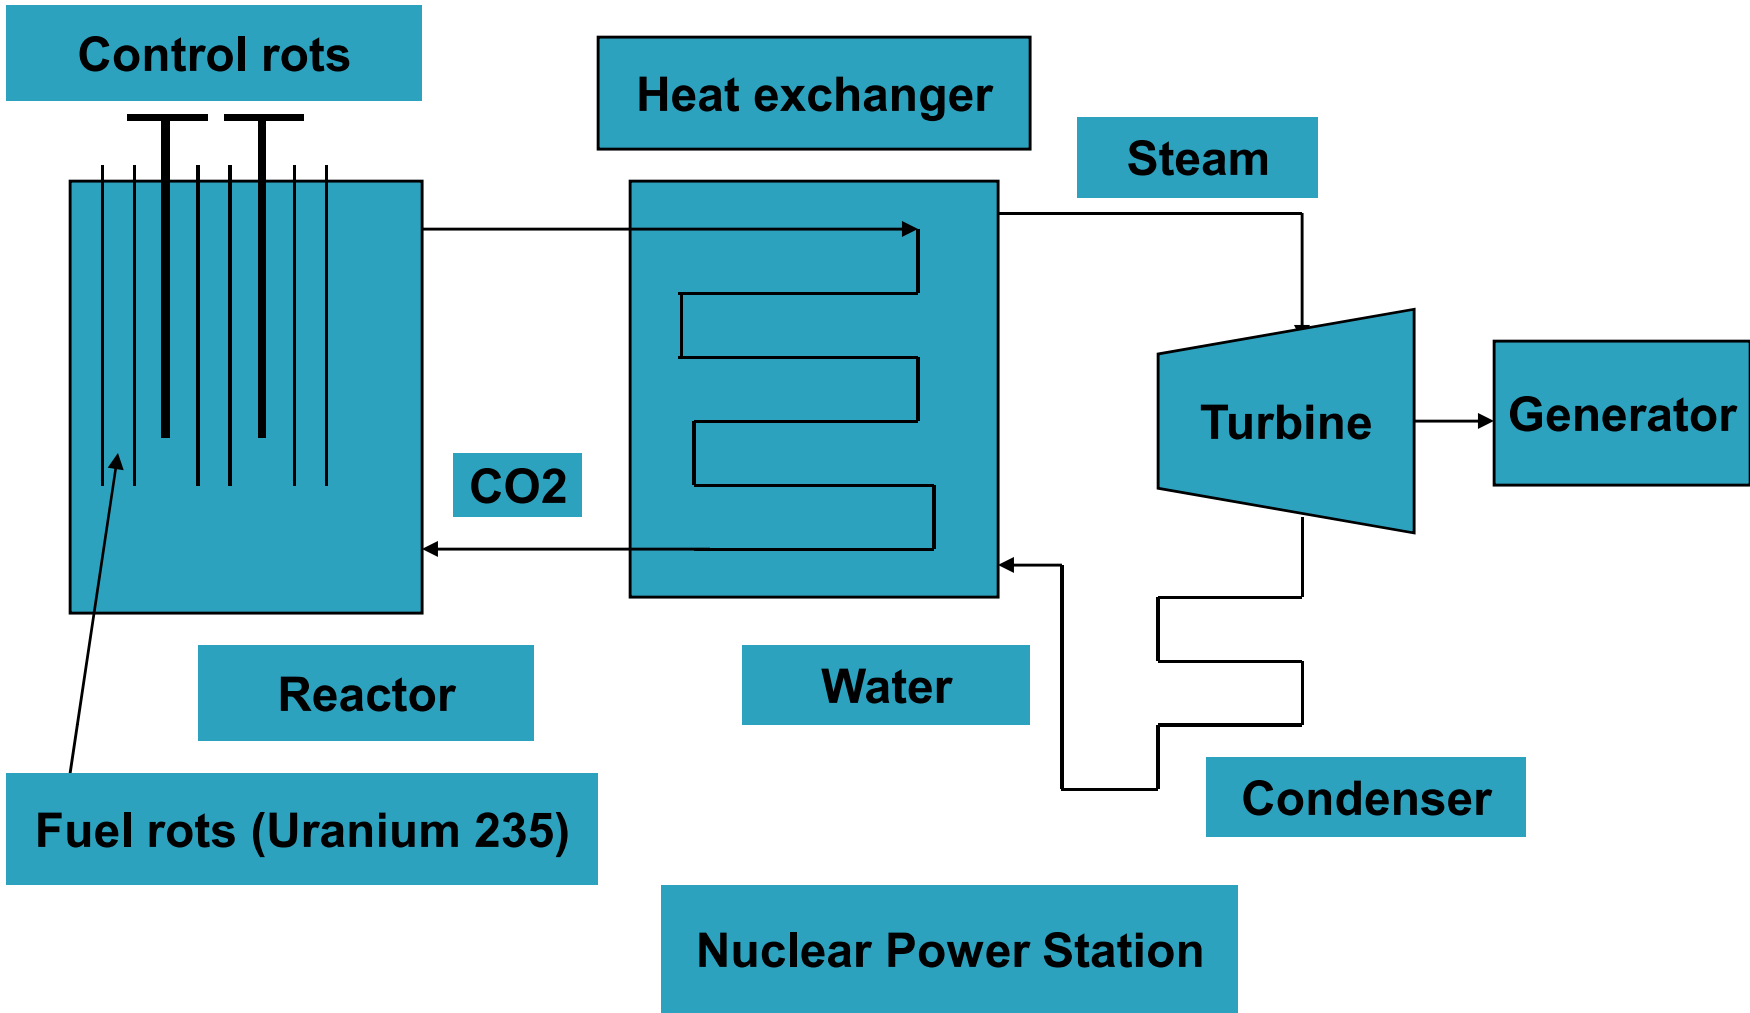 Control rots
Heat exchanger
Steam
Turbine
Generator
CO2
Reactor
Water
Condenser
Fuel rots (Uranium 235)
Nuclear Power Station